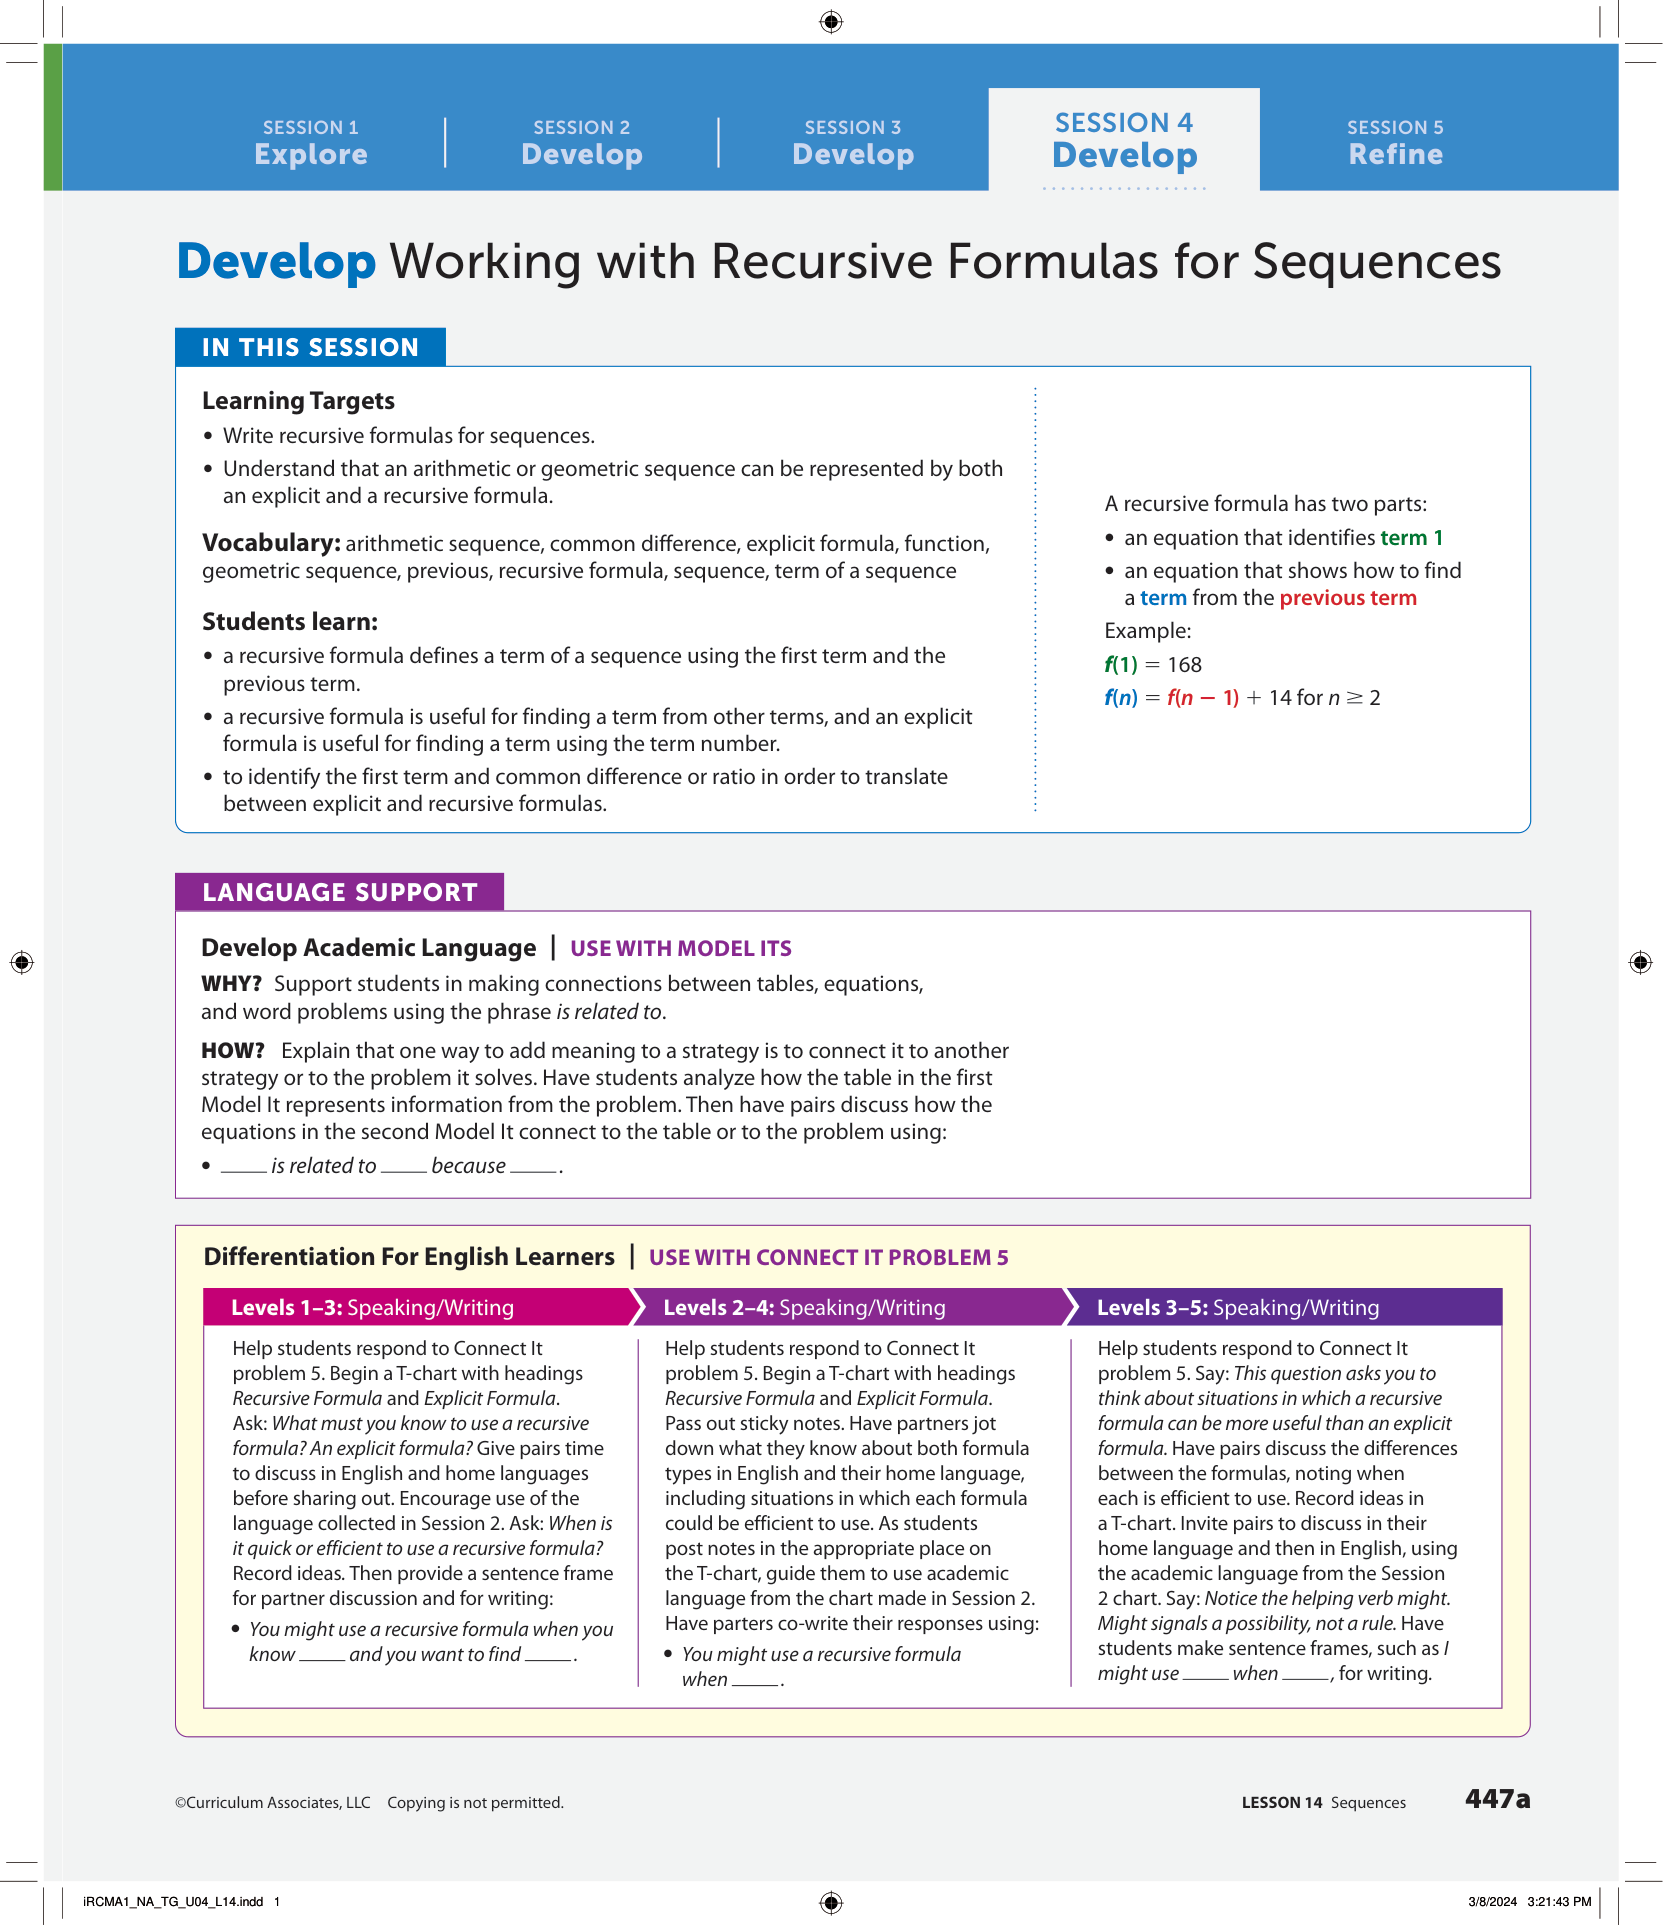 SESSION 1
Explore
SESSION 2
Develop
SESSION 3
Develop
SESSION 4
Develop
SESSION 5
Refine
Develop Working with Recursive Formulas for Sequences
IN THIS SESSION
Learning Targets
• Write recursive formulas for sequences.
• Understand that an arithmetic or geometric sequence can be represented by both
an explicit and a recursive formula.
Vocabulary: arithmetic sequence, common difference, explicit formula, function,
geometric sequence, previous, recursive formula, sequence, term of a sequence
Students learn:
• a recursive formula defines a term of a sequence using the first term and the
previous term.
• a recursive formula is useful for finding a term from other terms, and an explicit
formula is useful for finding a term using the term number.
• to identify the first term and common difference or ratio in order to translate
between explicit and recursive formulas.
A recursive formula has two parts:
• an equation that identifies term 1
• an equation that shows how to find
a term from the previous term
Example:
f(1) = 168
f(n) = f(n − 1) + 14 for n ≥ 2
LANGUAGE SUPPORT
Develop Academic Language | USE WITH MODEL ITS
WHY? Support students in making connections between tables, equations,
and word problems using the phrase is related to.
HOW? Explain that one way to add meaning to a strategy is to connect it to another
strategy or to the problem it solves. Have students analyze how the table in the first
Model It represents information from the problem. Then have pairs discuss how the
equations in the second Model It connect to the table or to the problem using:
• ____ is related to ____ because ____.
Differentiation For English Learners | USE WITH CONNECT IT PROBLEM 5
Levels 1–3: Speaking/Writing
Help students respond to Connect It
problem 5. Begin a T-chart with headings
Recursive Formula and Explicit Formula.
Ask: What must you know to use a recursive
formula? An explicit formula? Give pairs time
to discuss in English and home languages
before sharing out. Encourage use of the
language collected in Session 2. Ask: When is
it quick or efficient to use a recursive formula?
Record ideas. Then provide a sentence frame
for partner discussion and for writing:
• You might use a recursive formula when you
know ____ and you want to find ____.
Levels 2–4: Speaking/Writing
Help students respond to Connect It
problem 5. Begin a T-chart with headings
Recursive Formula and Explicit Formula.
Pass out sticky notes. Have partners jot
down what they know about both formula
types in English and their home language,
including situations in which each formula
could be efficient to use. As students
post notes in the appropriate place on
the T-chart, guide them to use academic
language from the chart made in Session 2.
Have parters co-write their responses using:
• You might use a recursive formula
when ____.
Levels 3–5: Speaking/Writing
Help students respond to Connect It
problem 5. Say: This question asks you to
think about situations in which a recursive
formula can be more useful than an explicit
formula. Have pairs discuss the differences
between the formulas, noting when
each is efficient to use. Record ideas in
a T-chart. Invite pairs to discuss in their
home language and then in English, using
the academic language from the Session
2 chart. Say: Notice the helping verb might.
Might signals a possibility, not a rule. Have
students make sentence frames, such as I
might use ____ when ____, for writing.
©Curriculum Associates, LLC Copying is not permitted.
LESSON 14 Sequences 447a
iRCMA1_NA_TG_U04_L14.indd 1
3/8/2024 3:21:43 PM